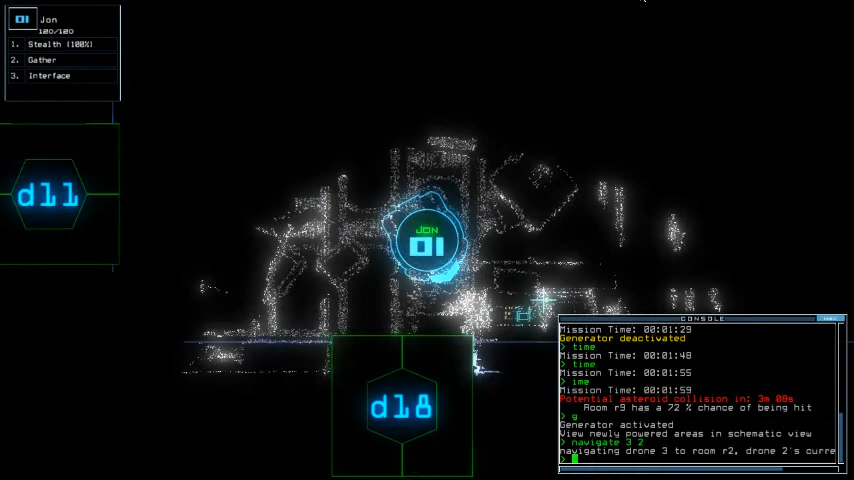 01 Jon
120/120
1. Stealth (100%)
2. Gather
3. Interface
d11
JON
01
d18
CONSOLE
Mission Time: 00:01:29
Generator deactivated
> time
Mission Time: 00:01:48
> time
Mission Time: 00:01:55
> ime
Mission Time: 00:01:59
Potential asteroid collision in: 3m 08s
Room r9 has a 72 % chance of being hit
> g
Generator activated
View newly powered areas in schematic view
> navigate 3 2
navigating drone 3 to room r2, drone 2's curre
>